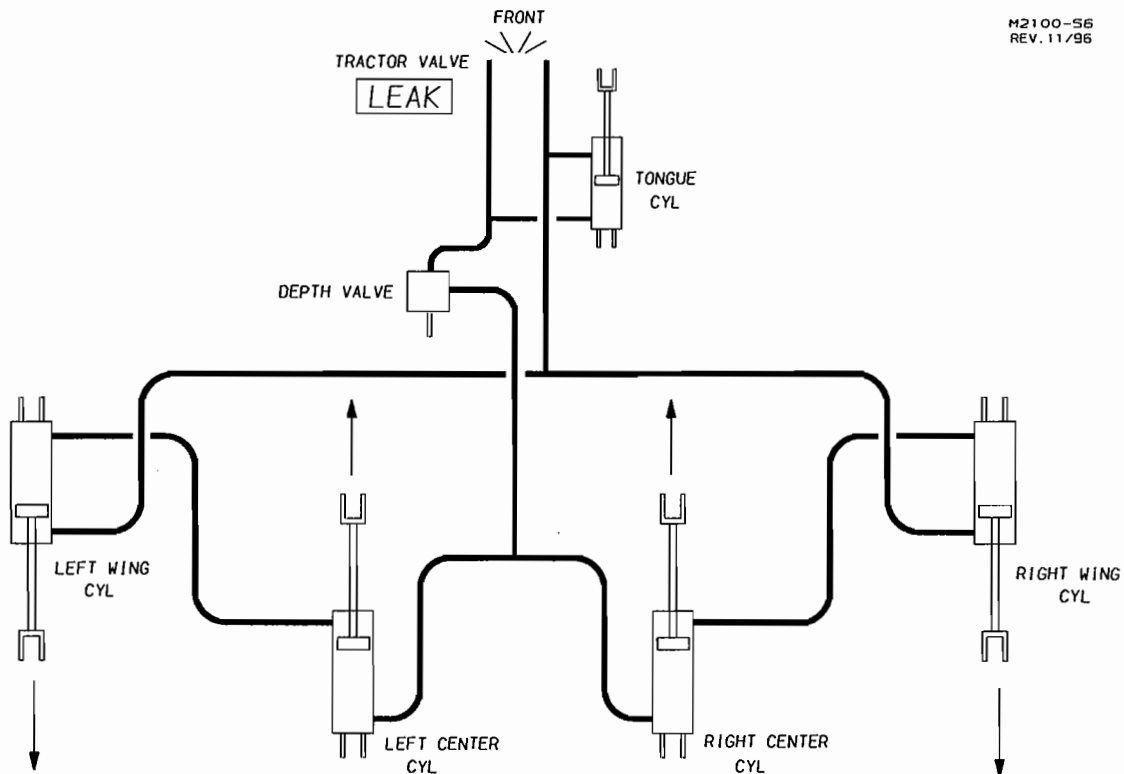 FRONT
M2100-56
REV.11/96
TRACTOR VALVE
LEAK
TONGUE
CYL
DEPTH VALVE
LEFT WING
CYL
RIGHT WING
CYL
LEFT CENTER
CYL
RIGHT CENTER
CYL